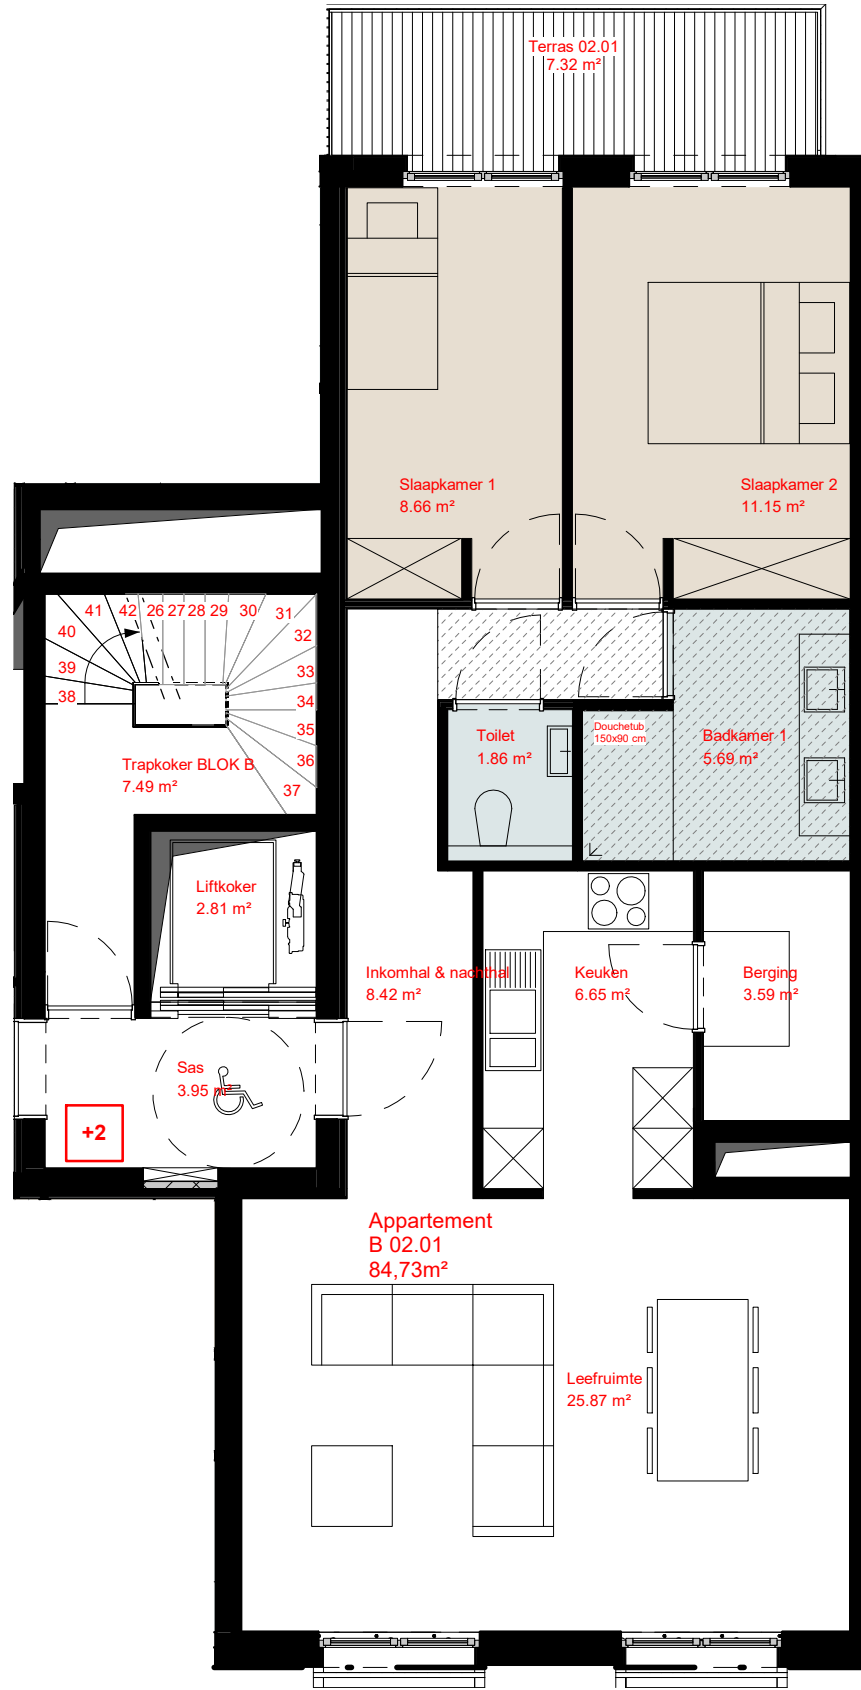 Terras 02.01
7.32 m²
Slaapkamer 1
8.66 m²
Slaapkamer 2
11.15 m²
41
42
26
27
28
29
30
31
40
32
39
33
38
34
35
36
37
Trapkoker BLOK B
7.49 m²
Toilet
1.86 m²
Douchetub
150x90 cm
Badkamer 1
5.69 m²
Liftkoker
2.81 m²
Inkomhal & nachthal
8.42 m²
Keuken
6.65 m²
Berging
3.59 m²
Sas
3.95 m²
+2
Appartement
B 02.01
84,73m²
Leefruimte
25.87 m²